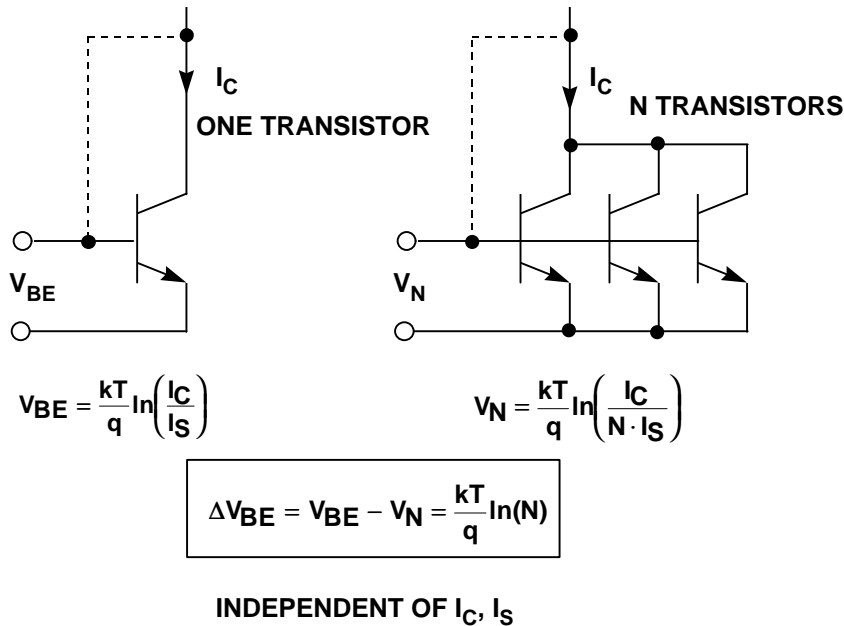 I_C
ONE TRANSISTOR
V_BE
V_BE = kT/q ln(I_C/I_S)
I_C
N TRANSISTORS
V_N
V_N = kT/q ln(I_C/N · I_S)
ΔV_BE = V_BE − V_N = kT/q ln(N)
INDEPENDENT OF I_C, I_S